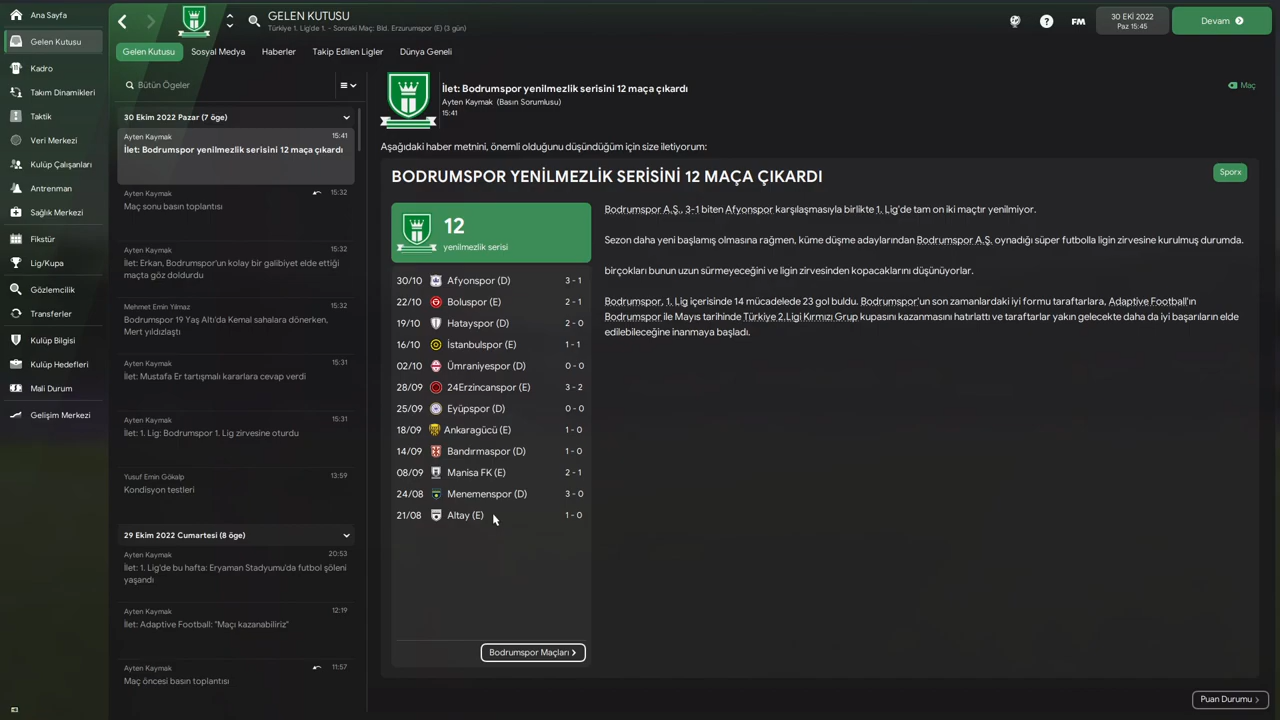 Ana Sayfa
Gelen Kutusu
Kadro
Takım Dinamikleri
Taktik
Veri Merkezi
Kulüp Çalışanları
Antrenman
Sağlık Merkezi
Fikstür
Lig/Kupa
Gözlemcilik
Transferler
Kulüp Bilgisi
Kulüp Hedefleri
Mali Durum
Gelişim Merkezi
GELEN KUTUSU
Türkiye 1. Lig'de 1. - Sonraki Maç: Bld. Erzurumspor (E) (3 gün)
?
FM
30 EKİ 2022
Paz 15:45
Devam
Gelen Kutusu
Sosyal Medya
Haberler
Takip Edilen Ligler
Dünya Geneli
Bütün Ögeler
30 Ekim 2022 Pazar (7 öge)
Ayten Kaymak 15:41
İlet: Bodrumspor yenilmezlik serisini 12 maça çıkardı
Ayten Kaymak 15:32
Maç sonu basın toplantısı
Ayten Kaymak 15:32
İlet: Erkan, Bodrumspor'un kolay bir galibiyet elde ettiği
maçta göz doldurdu
Mehmet Emin Yılmaz 15:32
Bodrumspor 19 Yaş Altı'da Kemal sahalara dönerken,
Mert yıldızlaştı
Ayten Kaymak 15:31
İlet: Mustafa Er tartışmalı kararlara cevap verdi
Ayten Kaymak 15:31
İlet: 1. Lig: Bodrumspor 1. Lig zirvesine oturdu
Yusuf Emin Gökalp 13:59
Kondisyon testleri
29 Ekim 2022 Cumartesi (8 öge)
Ayten Kaymak 20:53
İlet: 1. Lig'de bu hafta: Eryaman Stadyumu'da futbol şöleni
yaşandı
Ayten Kaymak 12:19
İlet: Adaptive Football: "Maçı kazanabiliriz"
Ayten Kaymak 11:57
Maç öncesi basın toplantısı
İlet: Bodrumspor yenilmezlik serisini 12 maça çıkardı
Ayten Kaymak (Basın Sorumlusu)
15:41
Maç
Aşağıdaki haber metnini, önemli olduğunu düşündüğüm için size iletiyorum:
BODRUMSPOR YENİLMEZLİK SERİSİNİ 12 MAÇA ÇIKARDI
Sporx
12
yenilmezlik serisi
30/10 Afyonspor (D) 3 - 1
22/10 Boluspor (E) 2 - 1
19/10 Hatayspor (D) 2 - 0
16/10 İstanbulspor (E) 1 - 1
02/10 Ümraniyespor (D) 0 - 0
28/09 24Erzincanspor (E) 3 - 2
25/09 Eyüpspor (D) 0 - 0
18/09 Ankaragücü (E) 1 - 0
14/09 Bandırmaspor (D) 1 - 0
08/09 Manisa FK (E) 2 - 1
24/08 Menemenspor (D) 3 - 0
21/08 Altay (E) 1 - 0
Bodrumspor Maçları
Bodrumspor A.Ş., 3-1 biten Afyonspor karşılaşmasıyla birlikte 1. Lig'de tam on iki maçtır yenilmiyor.
Sezon daha yeni başlamış olmasına rağmen, küme düşme adaylarından Bodrumspor A.Ş. oynadığı süper futbolla ligin zirvesine kurulmuş durumda.
birçokları bunun uzun sürmeyeceğini ve ligin zirvesinden kopacaklarını düşünüyorlar.
Bodrumspor, 1. Lig içerisinde 14 mücadelede 23 gol buldu. Bodrumspor'un son zamanlardaki iyi formu taraftarlara, Adaptive Football'ın
Bodrumspor ile Mayıs tarihinde Türkiye 2.Ligi Kırmızı Grup kupasını kazanmasını hatırlattı ve taraftarlar yakın gelecekte daha da iyi başarıların elde
edilebileceğine inanmaya başladı.
Puan Durumu